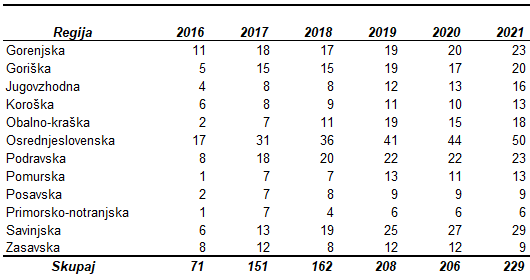 Regija 2016 2017 2018 2019 2020 2021
Gorenjska 11 18 17 19 20 23
Goriška 5 15 15 19 17 20
Jugovzhodna 4 8 8 12 13 16
Koroška 6 8 9 11 10 13
Obalno-kraška 2 7 11 19 15 18
Osrednjeslovenska 17 31 36 41 44 50
Podravska 8 18 20 22 22 23
Pomurska 1 7 7 13 11 13
Posavska 2 7 8 9 9 9
Primorsko-notranjska 1 7 4 6 6 6
Savinjska 6 13 19 25 27 29
Zasavska 8 12 8 12 12 9
Skupaj 71 151 162 208 206 229